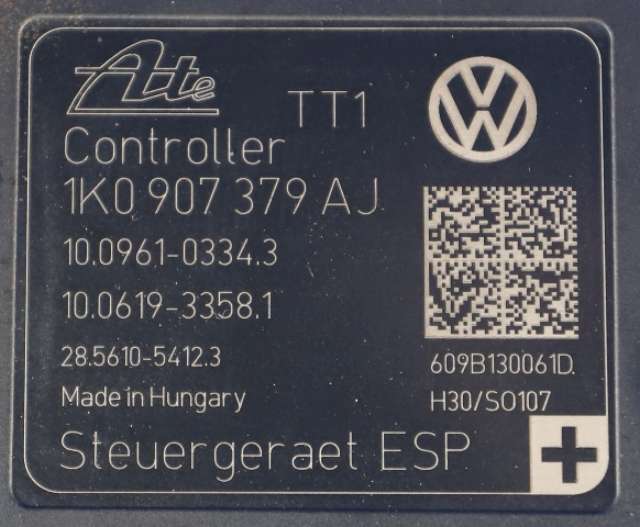 Ate
TT1
Controller
1K0 907 379 AJ
10.0961-0334.3
10.0619-3358.1
28.5610-5412.3
609B130061D.
Made in Hungary
H30/SO107
Steuergeraet ESP